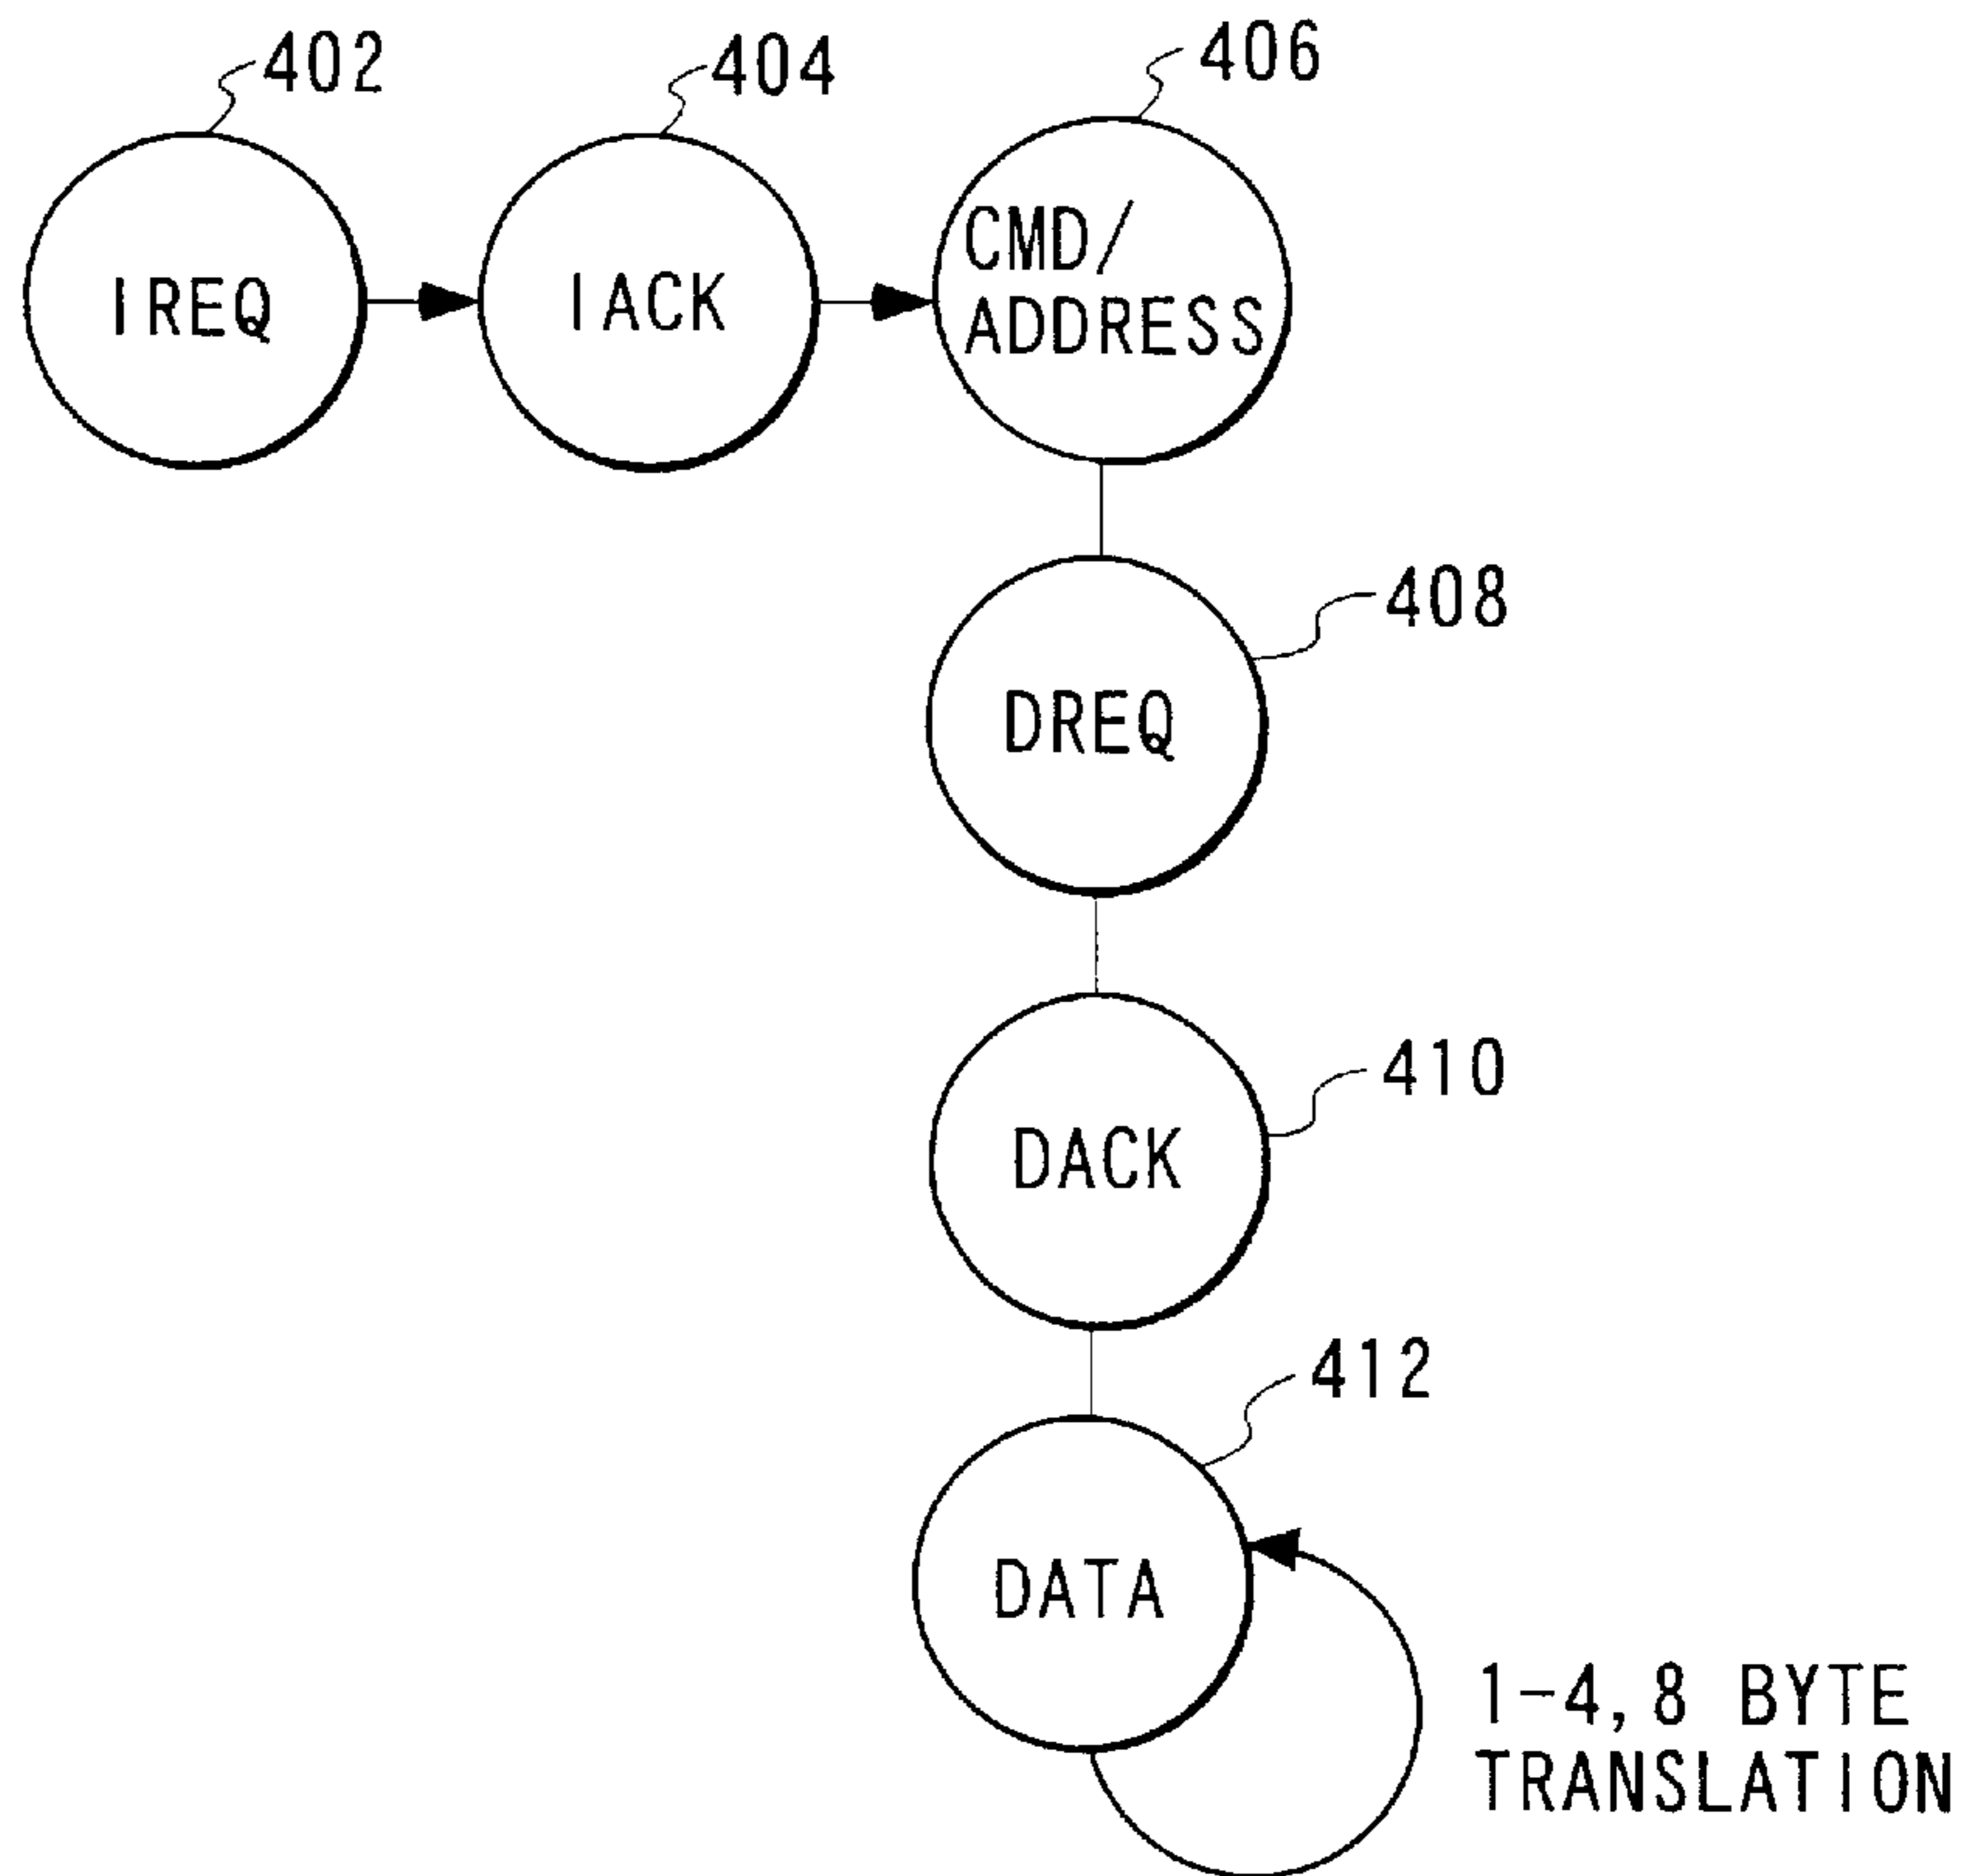 402
404
406
IREQ
IACK
CMD/
ADDRESS
408
DREQ
410
DACK
412
DATA
1-4,8 BYTE
TRANSLATION